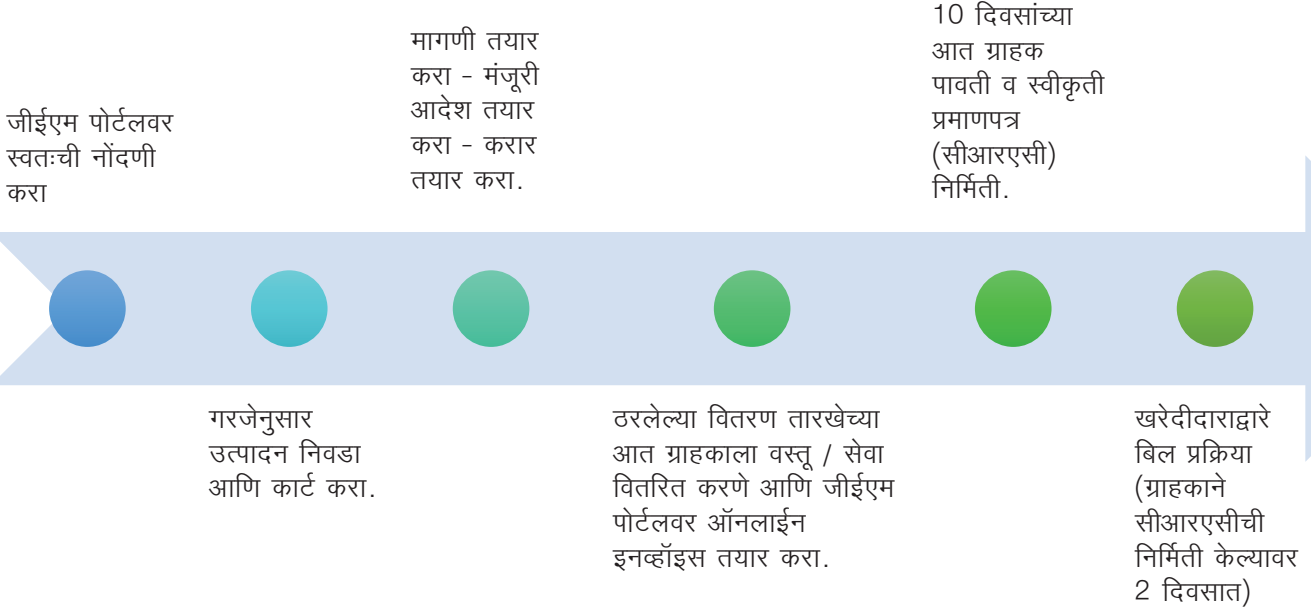 जीईएम पोर्टलवर
स्वतःची नोंदणी
करा
गरजेनुसार
उत्पादन निवडा
आणि कार्ट करा.
मागणी तयार
करा - मंजूरी
आदेश तयार
करा - करार
तयार करा.
ठरलेल्या वितरण तारखेच्या
आत ग्राहकाला वस्तू / सेवा
वितरित करणे आणि जीईएम
पोर्टलवर ऑनलाईन
इनव्हॉइस तयार करा.
10 दिवसांच्या
आत ग्राहक
पावती व स्वीकृती
प्रमाणपत्र
(सीआरएसी)
निर्मिती.
खरेदीदाराद्वारे
बिल प्रक्रिया
(ग्राहकाने
सीआरएसीची
निर्मिती केल्यावर
2 दिवसात)